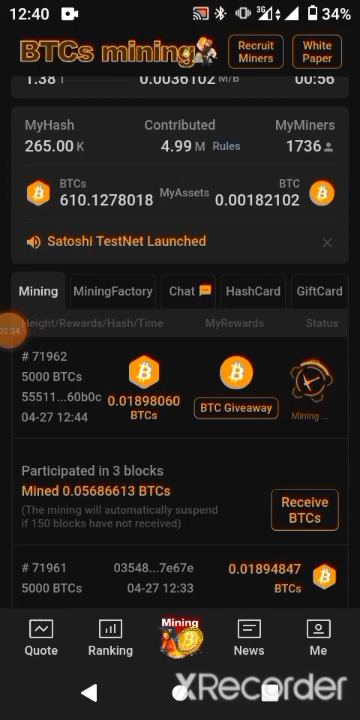 12:40 3G 34%
BTCs mining Recruit Miners White Paper
1.38 T 0.0036102 M/B 00:56
MyHash Contributed MyMiners
265.00 K 4.99 M Rules 1736
BTCs MyAssets BTC
610.1278018 0.00182102
Satoshi TestNet Launched
Mining MiningFactory Chat HashCard GiftCard
Height/Rewards/Hash/Time MyRewards Status
02:34
# 71962
5000 BTCs
55511...60b0c
04-27 12:44
0.01898060
BTCs
BTC Giveaway
Mining ...
Participated in 3 blocks
Mined 0.05686613 BTCs
(The mining will automatically suspend
if 150 blocks have not received)
Receive
BTCs
# 71961 03548...7e67e 0.01894847
5000 BTCs 04-27 12:33 BTCs
Quote Ranking Mining News Me
XRecorder